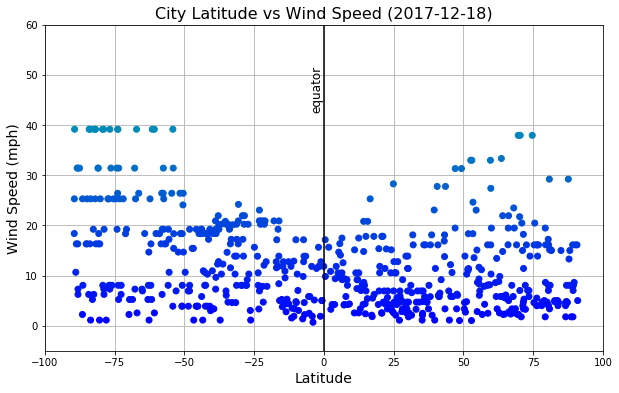 City Latitude vs Wind Speed (2017-12-18)
60
50
40
30
20
10
0
Wind Speed (mph)
equator
−100 −75 −50 −25 0 25 50 75 100
Latitude